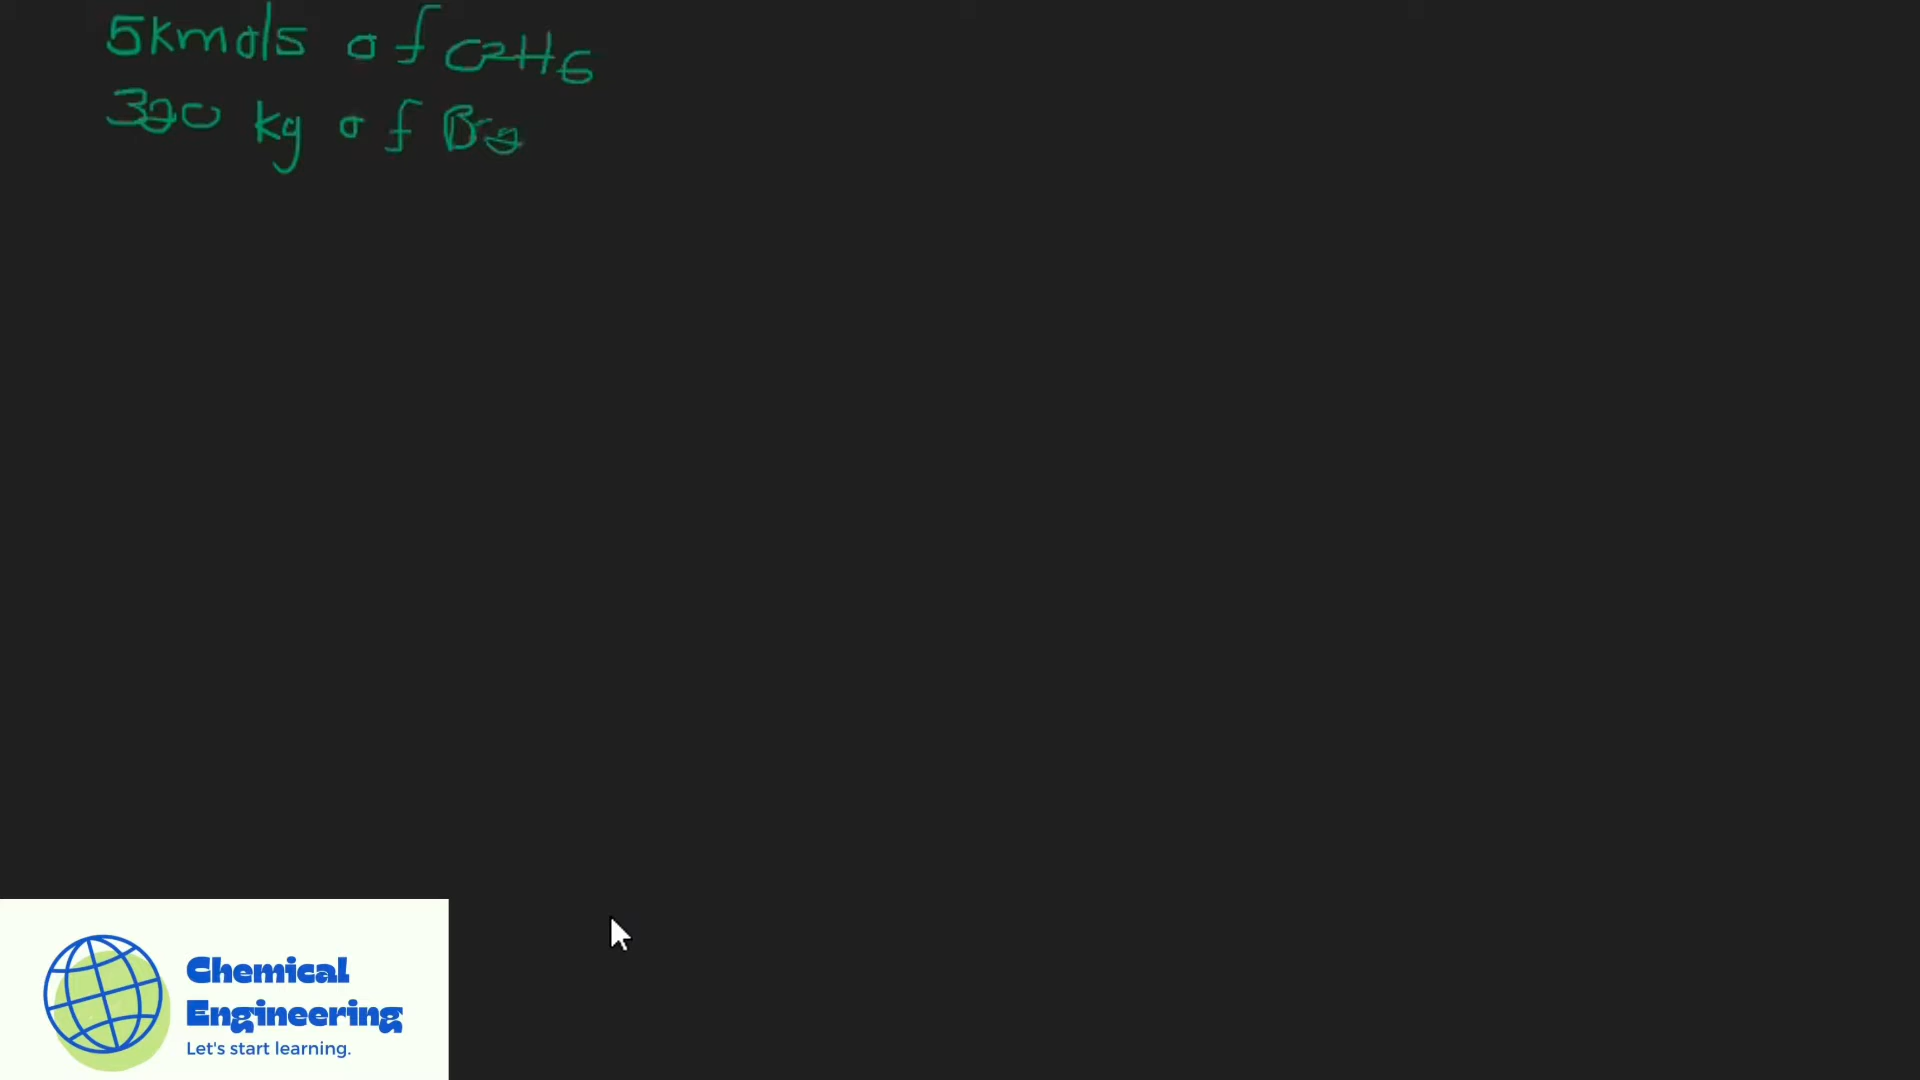 5kmols of C2H6
320 kg of Br2
Chemical
Engineering
Let's start learning.